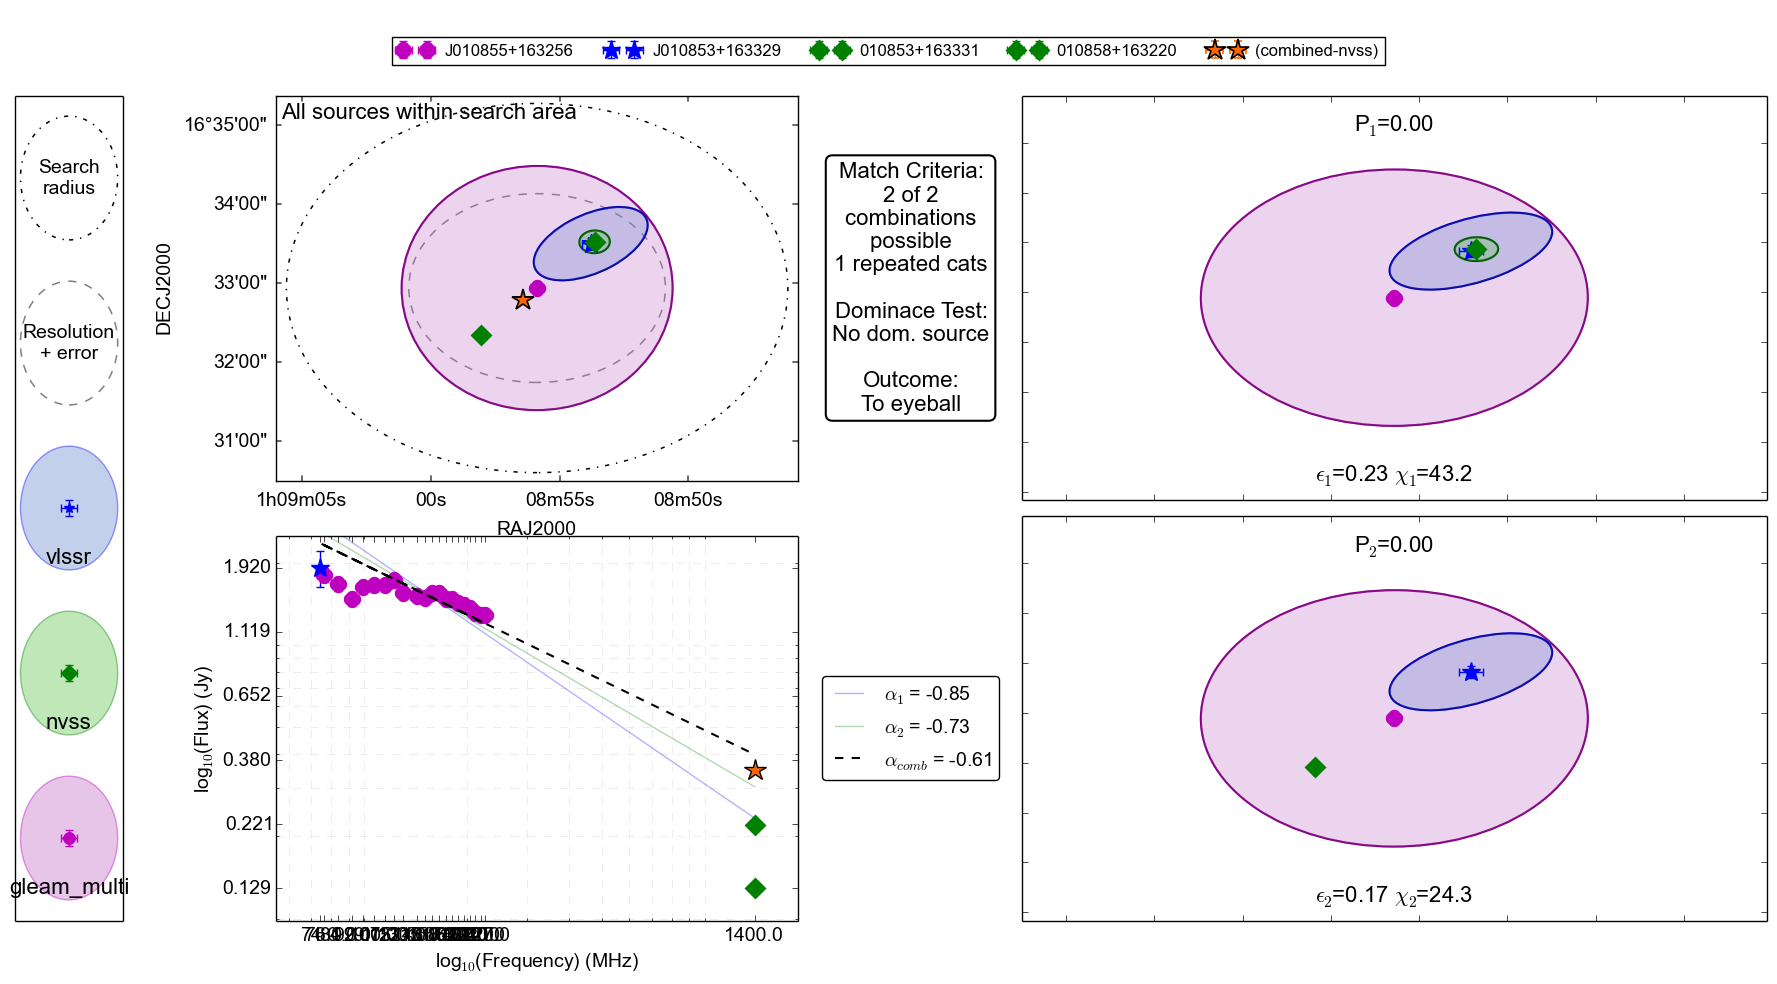 J010855+163256
J010853+163329
010853+163331
010858+163220
(combined-nvss)
Search
radius
Resolution
+ error
vlssr
nvss
gleam_multi
All sources within search area
16°35'00"
34'00"
33'00"
32'00"
31'00"
DECJ2000
1h09m05s
00s
08m55s
08m50s
RAJ2000
Match Criteria:
2 of 2
combinations
possible
1 repeated cats
Dominace Test:
No dom. source
Outcome:
To eyeball
P1=0.00
ϵ1=0.23 χ1=43.2
1.920
1.119
0.652
0.380
0.221
0.129
log10(Flux) (Jy)
1400.0
log10(Frequency) (MHz)
α1 = -0.85
α2 = -0.73
αcomb = -0.61
P2=0.00
ϵ2=0.17 χ2=24.3